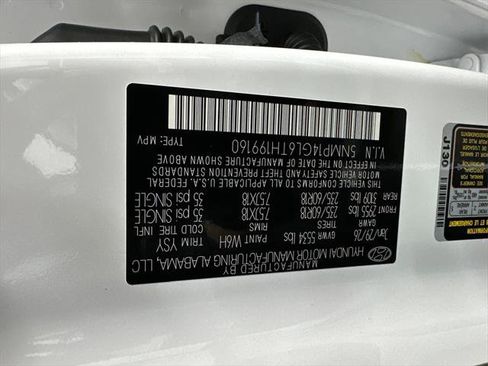 MANUFACTURED BY
HYUNDAI MOTOR MANUFACTURING ALABAMA, LLC
Jan/29/26 GVWR 5534 lbs PAINT W6H TRIM YSY
GAWR TIRES RIMS COLD TIRE INFL
FRONT 2955 lbs 235/60R18 7.5JX18 35 psi SINGLE
REAR 3109 lbs 235/60R18 7.5JX18 35 psi SINGLE
THIS VEHICLE CONFORMS TO ALL APPLICABLE U.S.A. FEDERAL
MOTOR VEHICLE SAFETY STANDARDS
IN EFFECT ON THE DATE OF MANUFACTURE SHOWN ABOVE
V.I.N: 5NMP14GL6TH199160 TYPE: MPV
J130